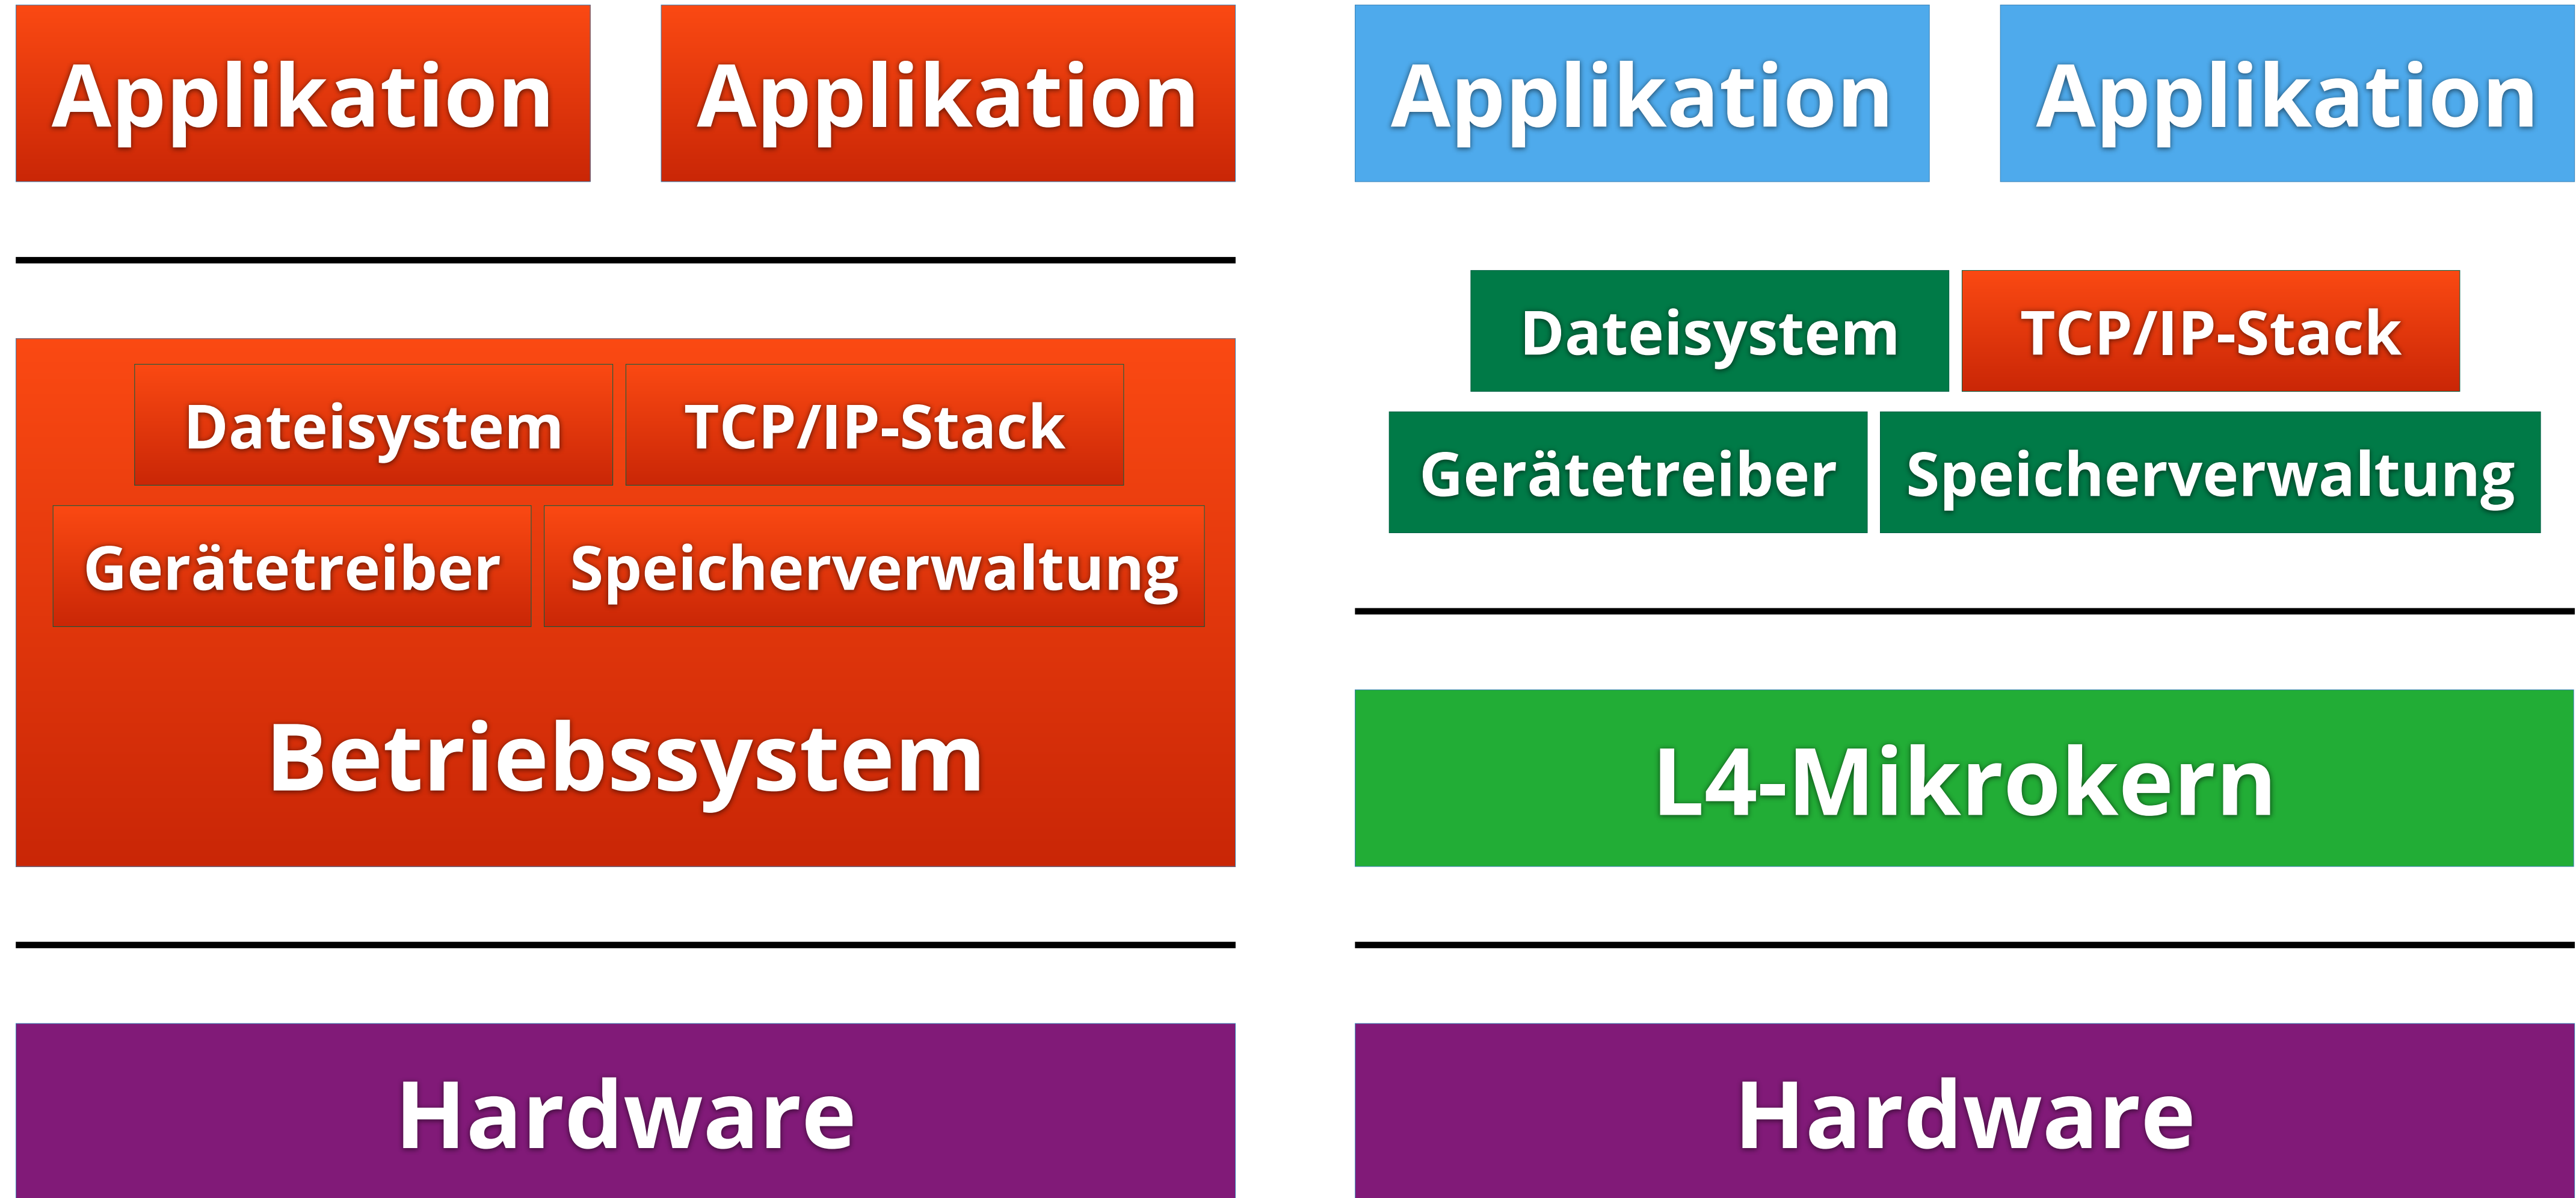 Applikation
Applikation
Dateisystem
TCP/IP-Stack
Gerätetreiber
Speicherverwaltung
Betriebssystem
Hardware
Applikation
Applikation
Dateisystem
TCP/IP-Stack
Gerätetreiber
Speicherverwaltung
L4-Mikrokern
Hardware